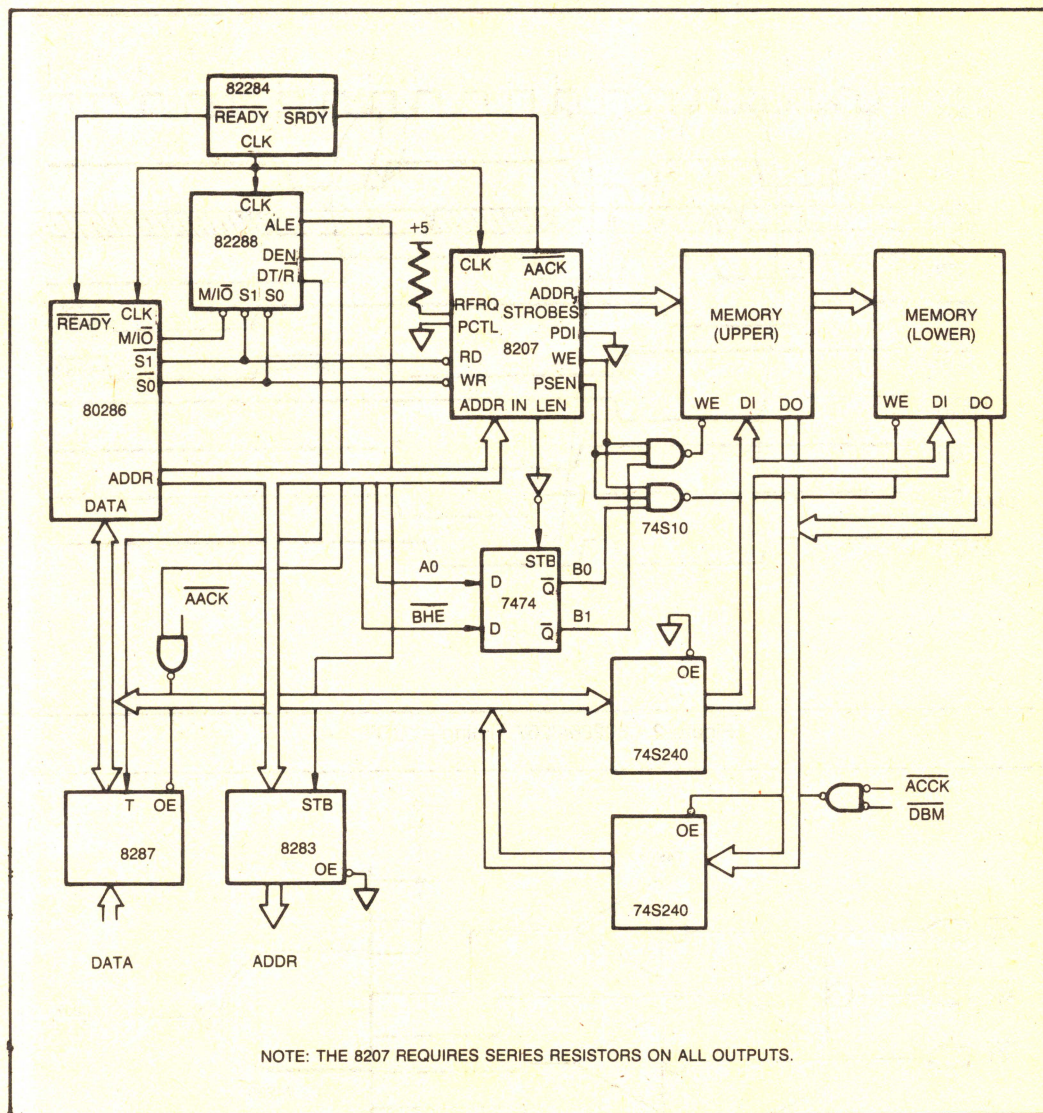 82284
READY SRDY
CLK
CLK
ALE
82288
DEN
DT/R
M/IO S1 S0
+5
CLK
AACK
ADDR,
RFRQ
STROBES
PCTL
8207
PDI
WE
RD
PSEN
WR
ADDR IN LEN
MEMORY
(UPPER)
WE DI DO
MEMORY
(LOWER)
WE DI DO
CLK
READY
M/IO
S1
S0
80286
ADDR
DATA
74S10
AACK
A0
BHE
STB
D
Q
7474
D
Q
B0
B1
OE
74S240
ACCK
DBM
OE
74S240
T OE
8287
STB
8283
OE
DATA
ADDR
NOTE: THE 8207 REQUIRES SERIES RESISTORS ON ALL OUTPUTS.